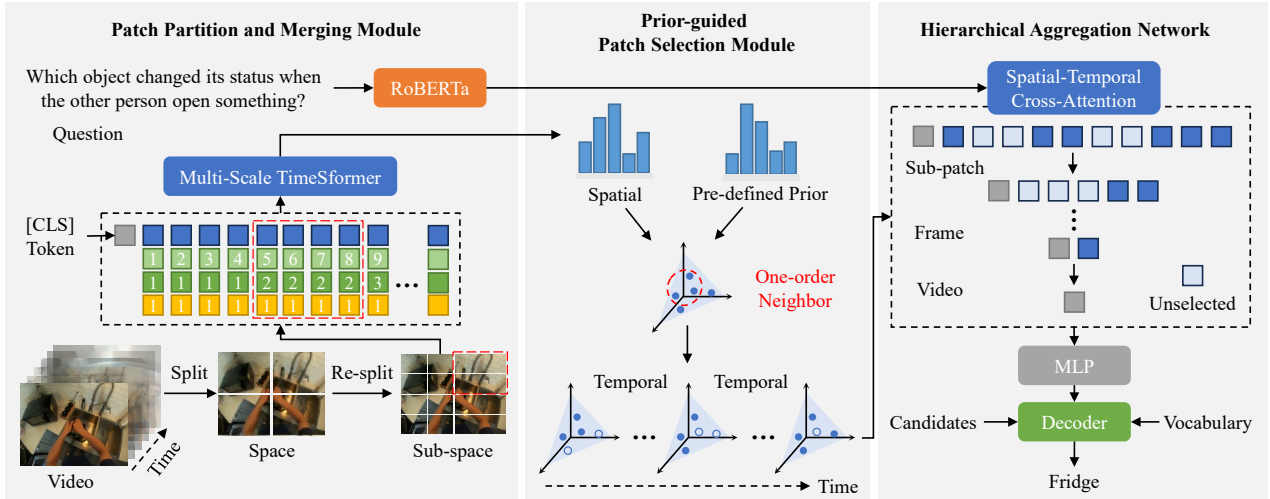 Patch Partition and Merging Module
Which object changed its status when
the other person open something?
RoBERTa
Question
Multi-Scale TimeSformer
[CLS]
Token
1 2 3 4 5 6 7 8 9
1 1 1 1 2 2 2 2 3 •••
1 1 1 1 1 1 1 1 1
Split
Re-split
Time
Video
Space
Sub-space
Prior-guided
Patch Selection Module
Spatial
Pre-defined Prior
One-order
Neighbor
Temporal
Temporal
••• •••
Time
Hierarchical Aggregation Network
Spatial-Temporal
Cross-Attention
Sub-patch
Frame
Video
Unselected
MLP
Candidates
Decoder
Vocabulary
Fridge